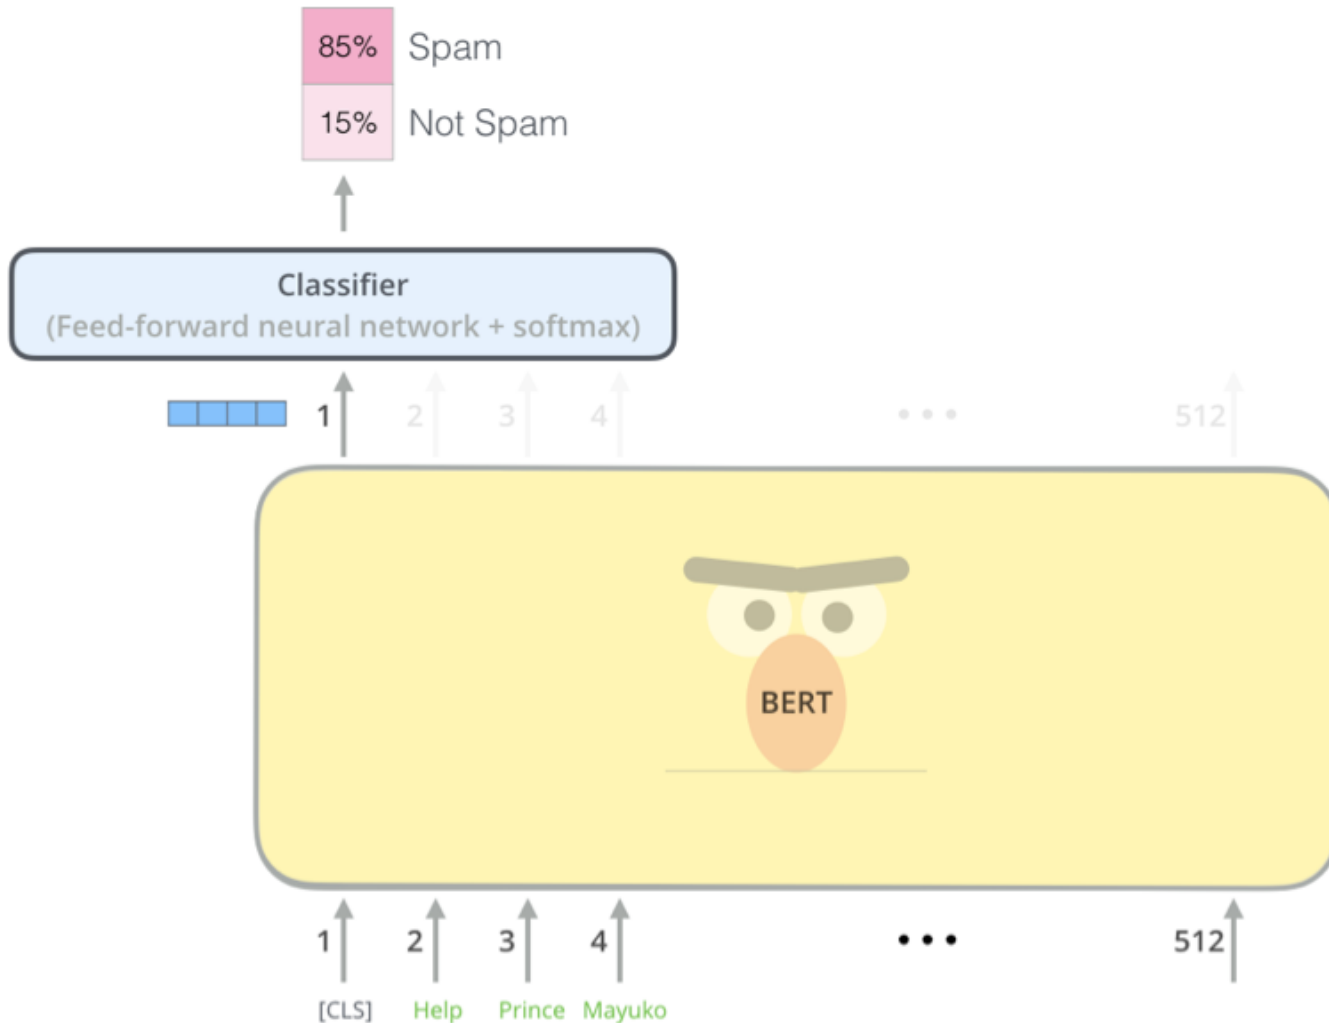 85% Spam
15% Not Spam
Classifier
(Feed-forward neural network + softmax)
1 2 3 4 ••• 512
BERT
1 2 3 4 ••• 512
[CLS] Help Prince Mayuko